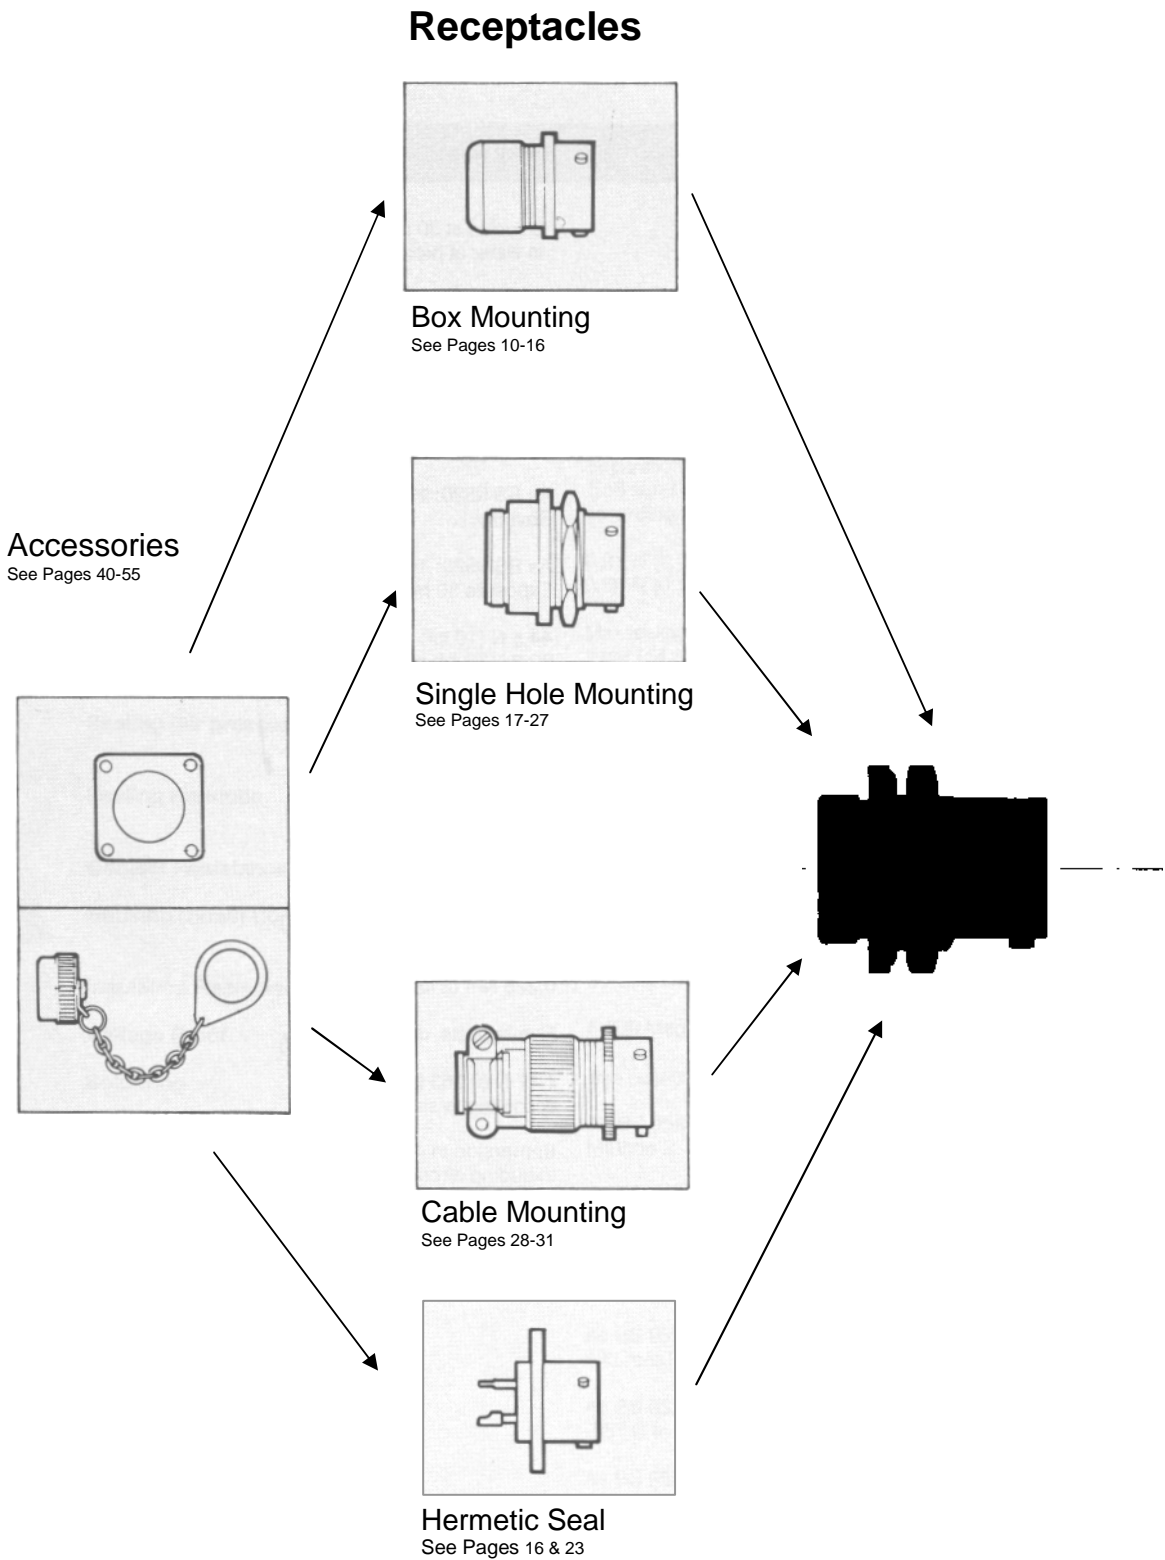 Receptacles
Box Mounting
See Pages 10-16
Accessories
See Pages 40-55
Single Hole Mounting
See Pages 17-27
Cable Mounting
See Pages 28-31
Hermetic Seal
See Pages 16 & 23